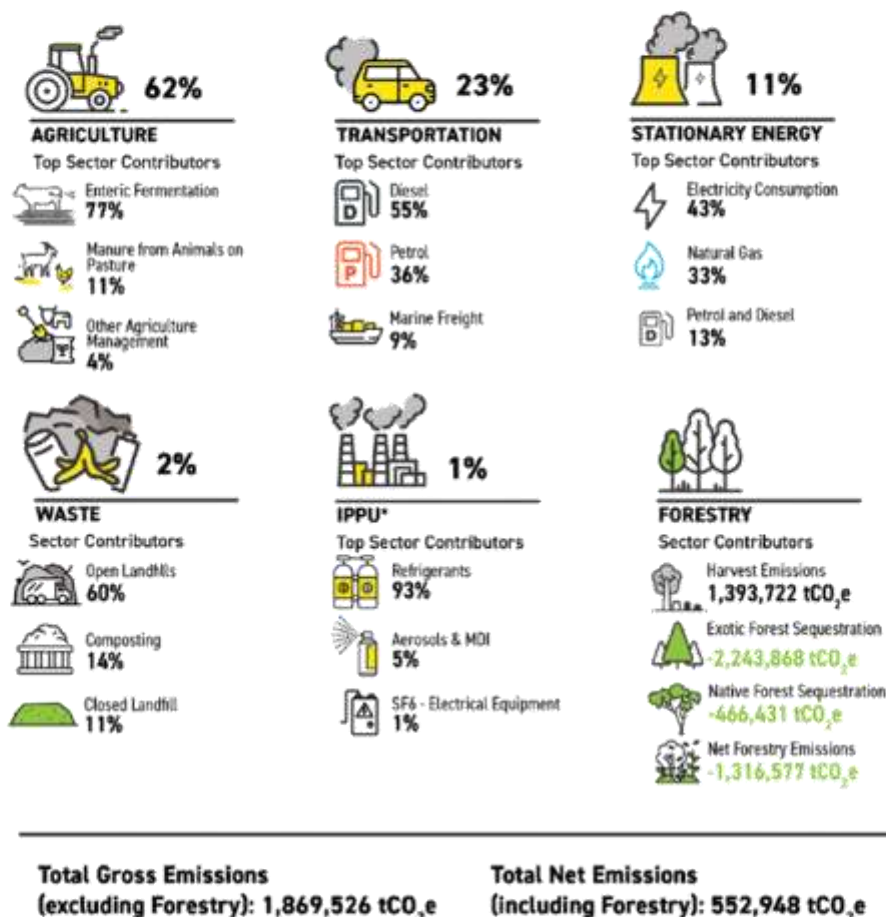 62%
AGRICULTURE
Top Sector Contributors
Enteric Fermentation
77%
Manure from Animals on
Pasture
11%
Other Agriculture
Management
4%
23%
TRANSPORTATION
Top Sector Contributors
D
Diesel
55%
P
Petrol
36%
Marine Freight
9%
11%
STATIONARY ENERGY
Top Sector Contributors
Electricity Consumption
43%
Natural Gas
33%
D
Petrol and Diesel
13%
2%
WASTE
Sector Contributors
Open Landfills
60%
Composting
14%
Closed Landfill
11%
1%
IPPU*
Top Sector Contributors
Refrigerants
93%
Aerosols & MDI
5%
SF6 - Electrical Equipment
1%
FORESTRY
Sector Contributors
Harvest Emissions
1,393,722 tCO₂e
Exotic Forest Sequestration
-2,243,868 tCO₂e
Native Forest Sequestration
-466,431 tCO₂e
Net Forestry Emissions
-1,316,577 tCO₂e
Total Gross Emissions
(excluding Forestry): 1,869,526 tCO₂e
Total Net Emissions
(including Forestry): 552,948 tCO₂e